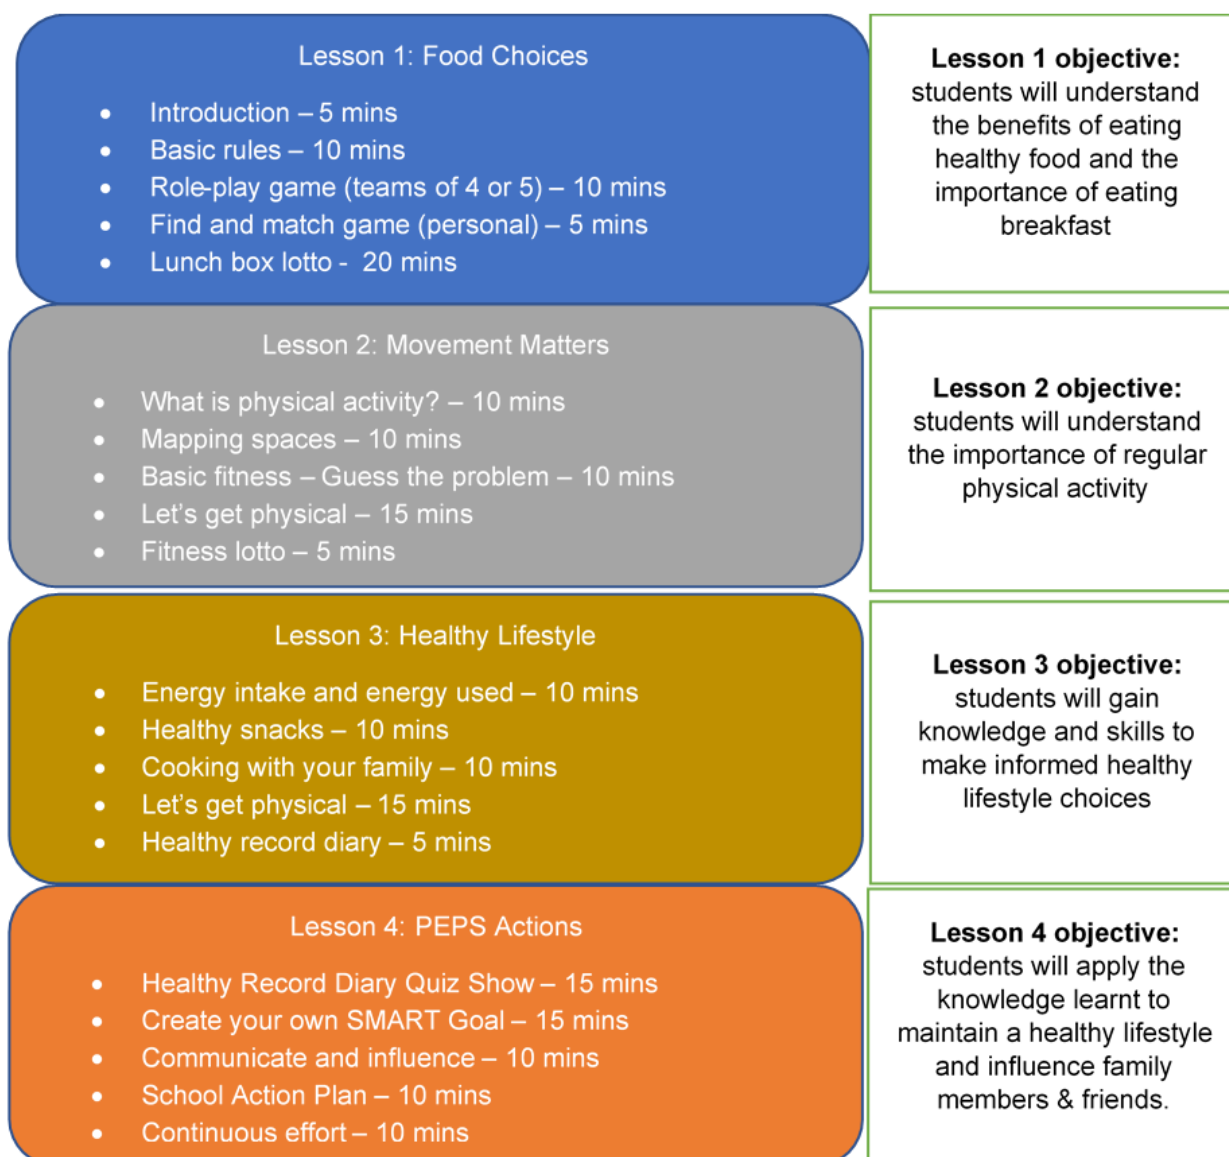 Lesson 1: Food Choices
• Introduction – 5 mins
• Basic rules – 10 mins
• Role-play game (teams of 4 or 5) – 10 mins
• Find and match game (personal) – 5 mins
• Lunch box lotto - 20 mins
Lesson 1 objective:
students will understand
the benefits of eating
healthy food and the
importance of eating
breakfast
Lesson 2: Movement Matters
• What is physical activity? – 10 mins
• Mapping spaces – 10 mins
• Basic fitness – Guess the problem – 10 mins
• Let’s get physical – 15 mins
• Fitness lotto – 5 mins
Lesson 2 objective:
students will understand
the importance of regular
physical activity
Lesson 3: Healthy Lifestyle
• Energy intake and energy used – 10 mins
• Healthy snacks – 10 mins
• Cooking with your family – 10 mins
• Let’s get physical – 15 mins
• Healthy record diary – 5 mins
Lesson 3 objective:
students will gain
knowledge and skills to
make informed healthy
lifestyle choices
Lesson 4: PEPS Actions
• Healthy Record Diary Quiz Show – 15 mins
• Create your own SMART Goal – 15 mins
• Communicate and influence – 10 mins
• School Action Plan – 10 mins
• Continuous effort – 10 mins
Lesson 4 objective:
students will apply the
knowledge learnt to
maintain a healthy lifestyle
and influence family
members & friends.